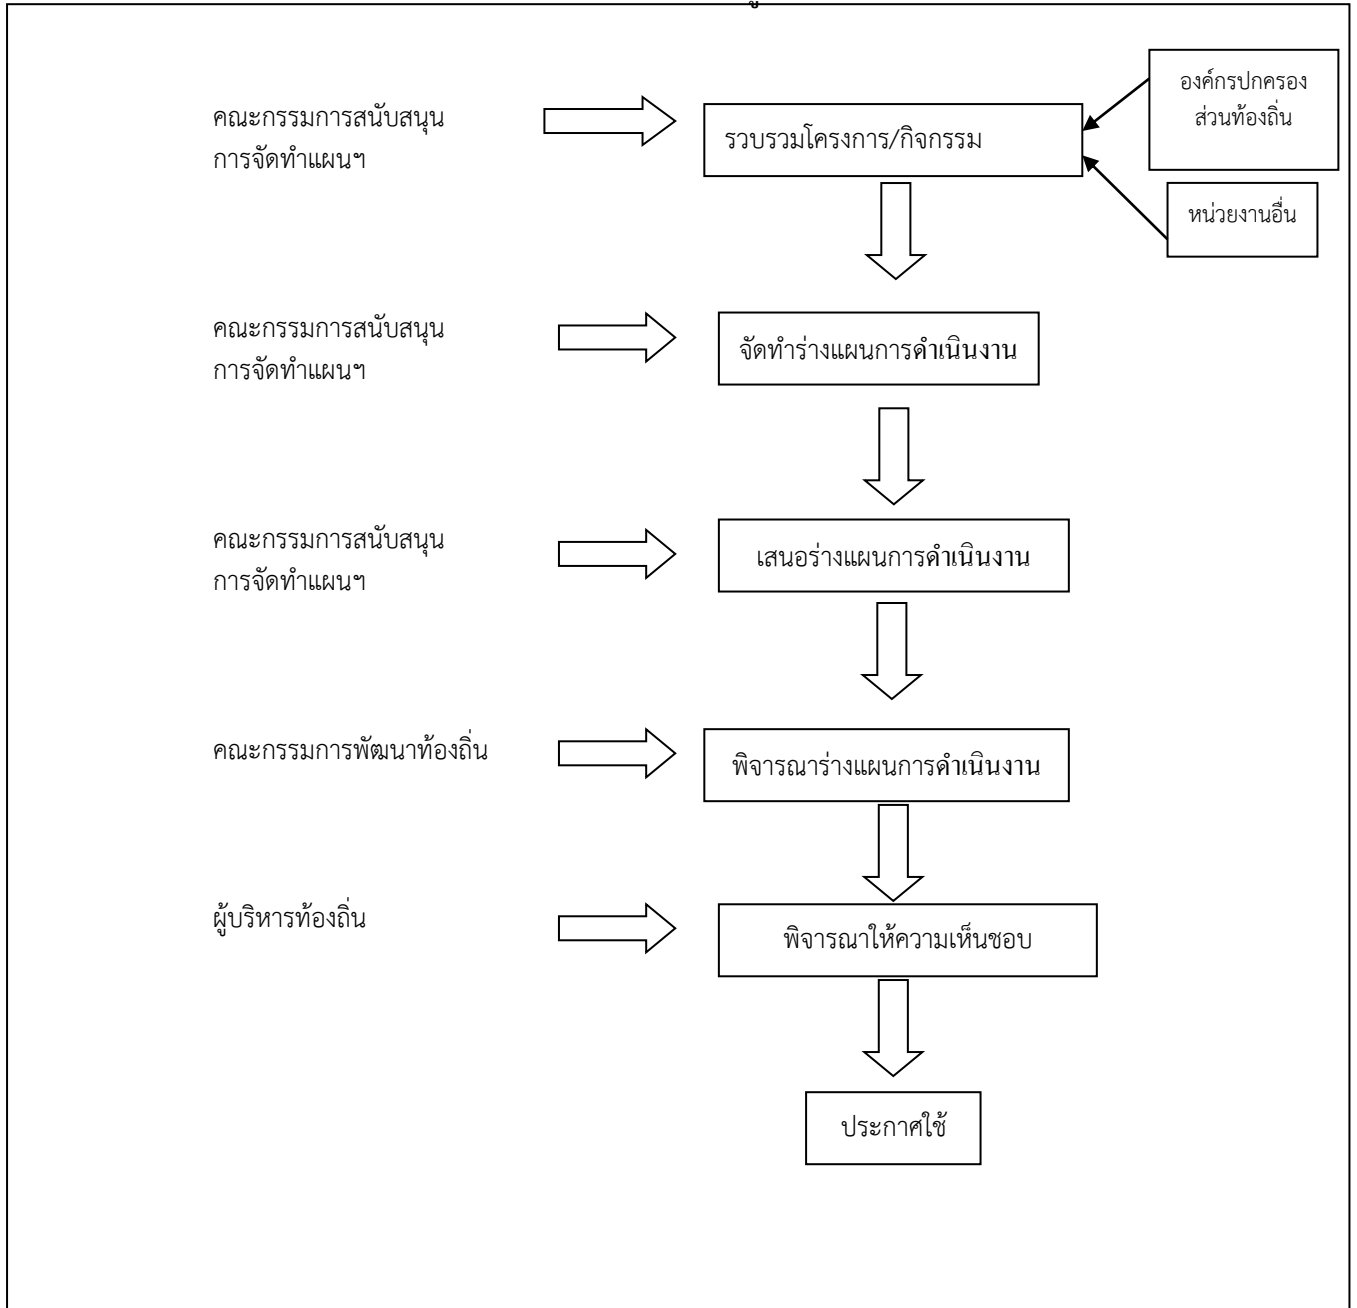 คณะกรรมการสนับสนุน
การจัดทำแผนฯ
รวบรวมโครงการ/กิจกรรม
องค์กรปกครอง
ส่วนท้องถิ่น
หน่วยงานอื่น
คณะกรรมการสนับสนุน
การจัดทำแผนฯ
จัดทำร่างแผนการดำเนินงาน
คณะกรรมการสนับสนุน
การจัดทำแผนฯ
เสนอร่างแผนการดำเนินงาน
คณะกรรมการพัฒนาท้องถิ่น
พิจารณาร่างแผนการดำเนินงาน
ผู้บริหารท้องถิ่น
พิจารณาให้ความเห็นชอบ
ประกาศใช้